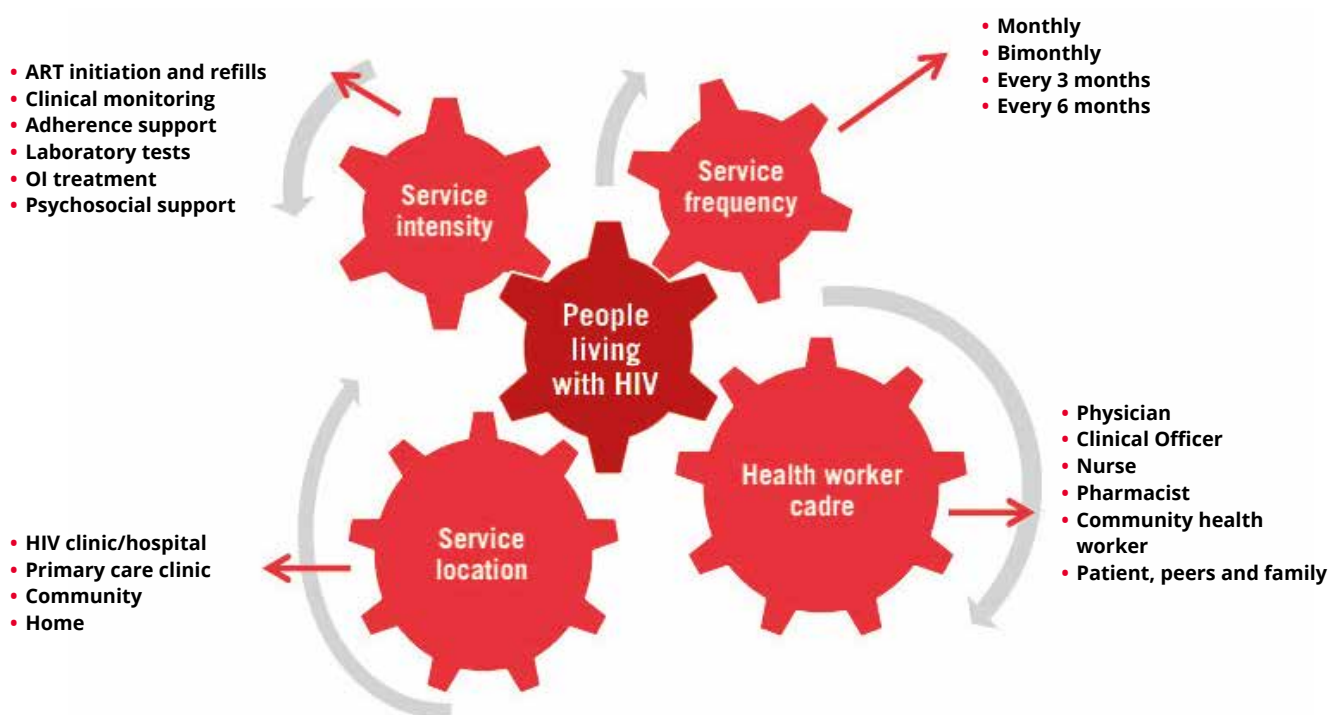 • Monthly
• Bimonthly
• Every 3 months
• Every 6 months
• ART initiation and refills
• Clinical monitoring
• Adherence support
• Laboratory tests
• OI treatment
• Psychosocial support
Service
intensity
Service
frequency
People
living
with HIV
Health worker
cadre
• Physician
• Clinical Officer
• Nurse
• Pharmacist
• Community health
worker
• Patient, peers and family
Service
location
• HIV clinic/hospital
• Primary care clinic
• Community
• Home